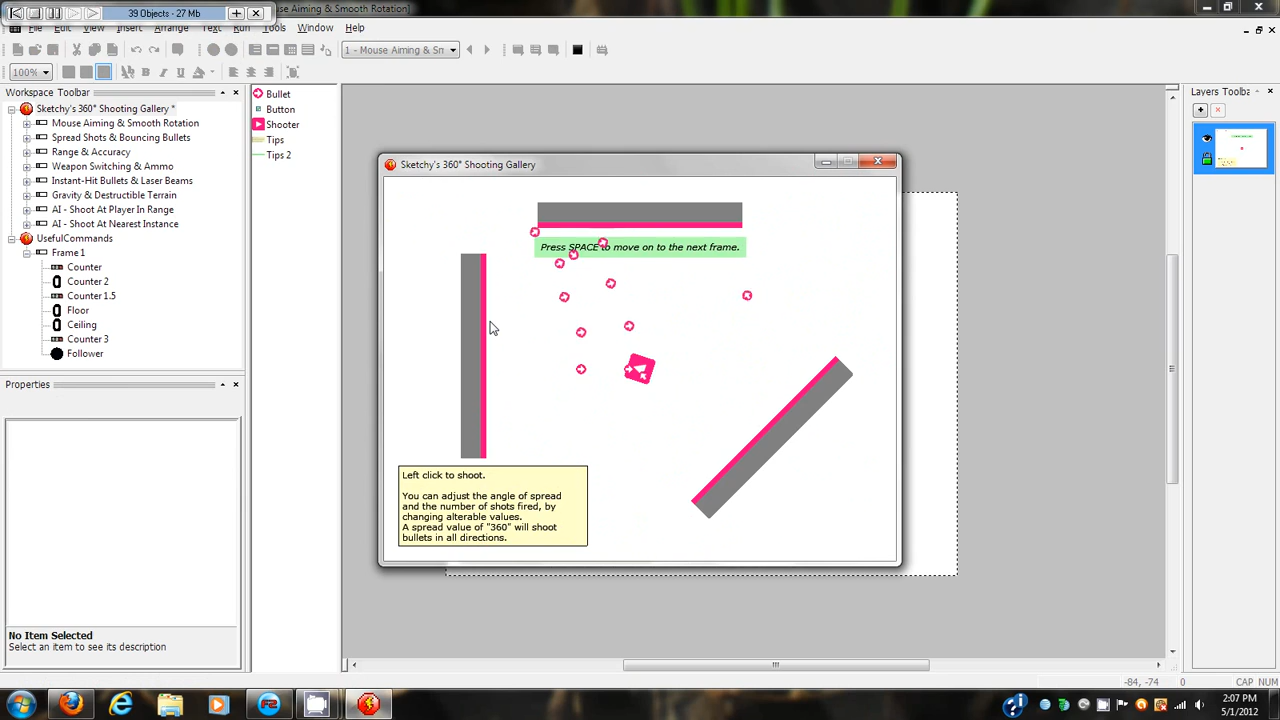 39 Objects - 27 Mb
se Aiming & Smooth Rotation]
File Edit View Insert Arrange Text Run Tools Window Help
1 - Mouse Aiming & Sm
100%
Workspace Toolbar
Sketchy's 360° Shooting Gallery *
Mouse Aiming & Smooth Rotation
Spread Shots & Bouncing Bullets
Range & Accuracy
Weapon Switching & Ammo
Instant-Hit Bullets & Laser Beams
Gravity & Destructible Terrain
AI - Shoot At Player In Range
AI - Shoot At Nearest Instance
UsefulCommands
Frame 1
Counter
Counter 2
Counter 1.5
Floor
Ceiling
Counter 3
Follower
Properties
No Item Selected
Select an item to see its description
Bullet
Button
Shooter
Tips
Tips 2
Sketchy's 360° Shooting Gallery
Press SPACE to move on to the next frame.
Left click to shoot.
You can adjust the angle of spread
and the number of shots fired, by
changing alterable values.
A spread value of "360" will shoot
bullets in all directions.
Layers Toolba
-84, -74
0
CAP NUM
2:07 PM
5/1/2012